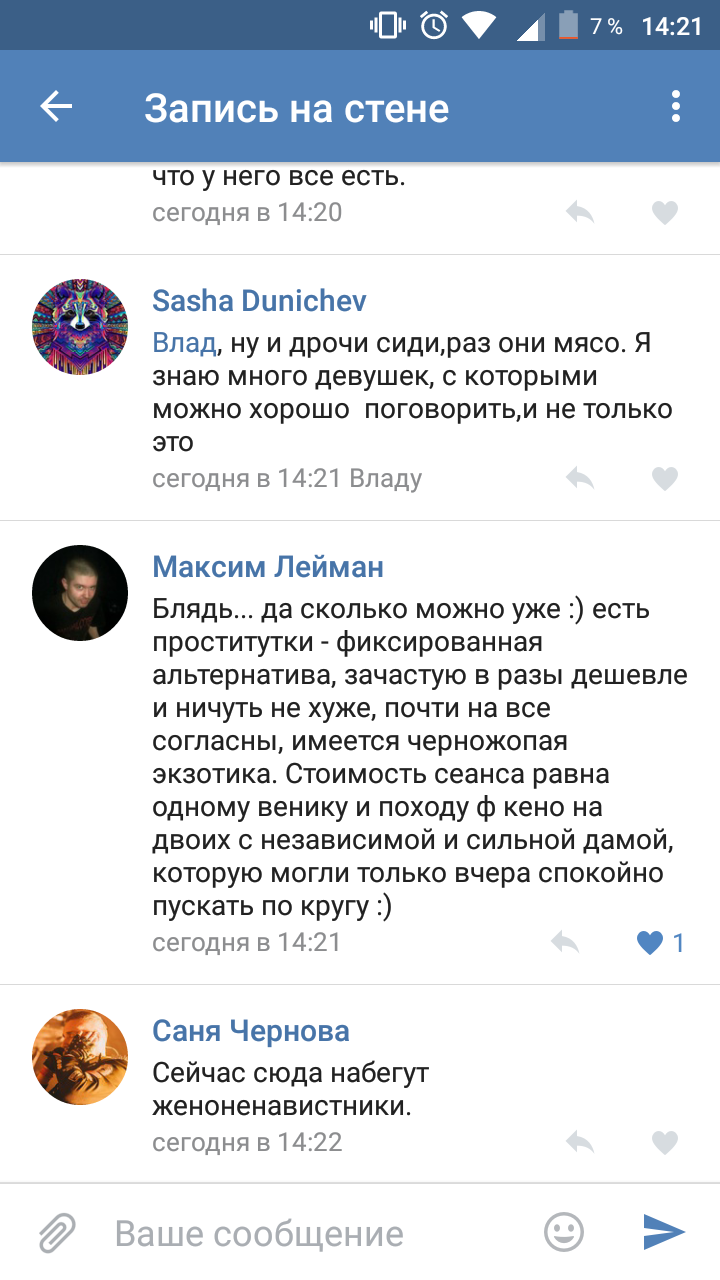 7 % 14:21
Запись на стене
что у него все есть.
сегодня в 14:20
Sasha Dunichev
Влад, ну и дрочи сиди,раз они мясо. Я
знаю много девушек, с которыми
можно хорошо  поговорить,и не только
это
сегодня в 14:21 Владу
Максим Лейман
Блядь... да сколько можно уже :) есть
проститутки - фиксированная
альтернатива, зачастую в разы дешевле
и ничуть не хуже, почти на все
согласны, имеется черножопая
экзотика. Стоимость сеанса равна
одному венику и походу ф кено на
двоих с независимой и сильной дамой,
которую могли только вчера спокойно
пускать по кругу :)
сегодня в 14:21
1
Саня Чернова
Сейчас сюда набегут
женоненавистники.
сегодня в 14:22
Ваше сообщение